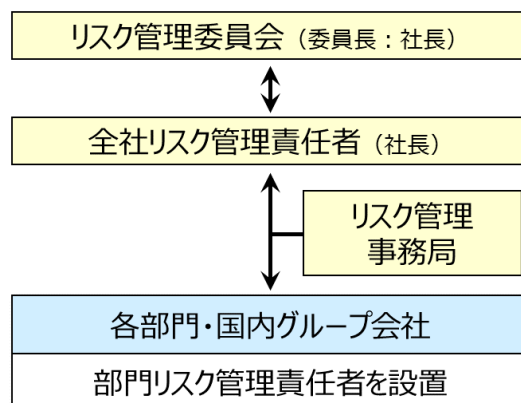 リスク管理委員会（委員長：社長）
全社リスク管理責任者（社長）
リスク管理
事務局
各部門・国内グループ会社
部門リスク管理責任者を設置